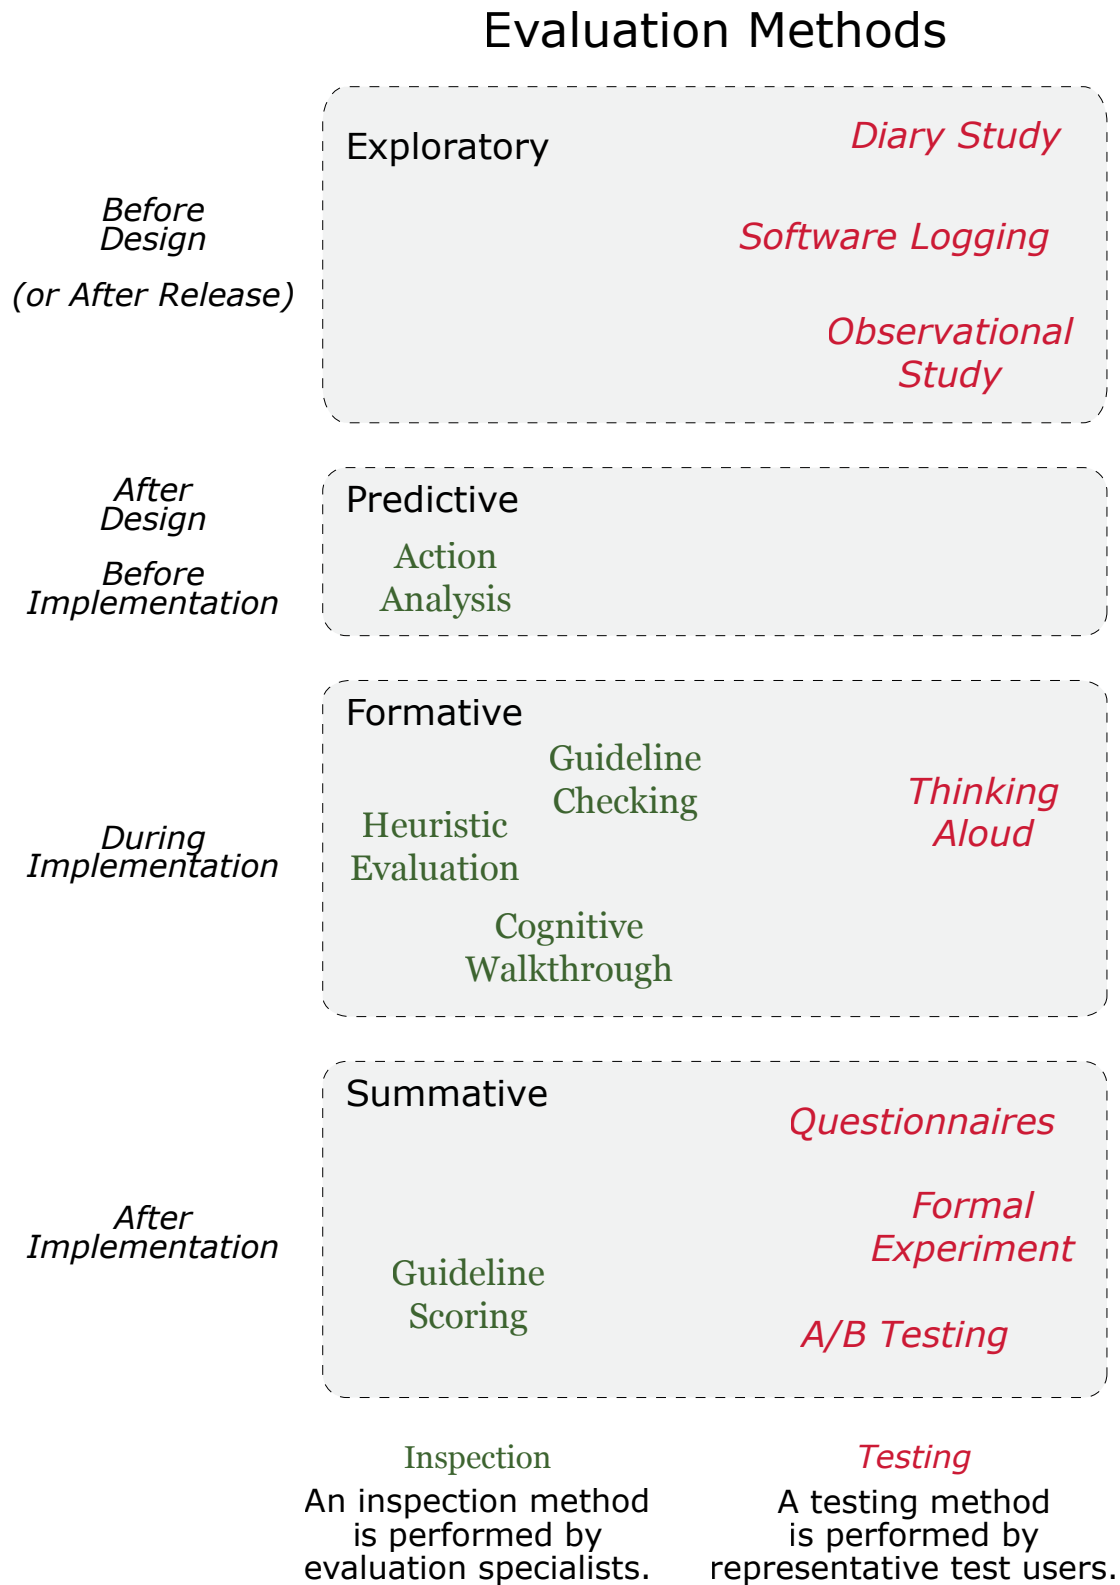 Evaluation Methods
Exploratory
Diary Study
Before
Design
(or After Release)
Software Logging
Observational
Study
After
Design
Before
Implementation
Predictive
Action
Analysis
During
Implementation
Formative
Guideline
Checking
Heuristic
Evaluation
Cognitive
Walkthrough
Thinking
Aloud
After
Implementation
Summative
Questionnaires
Formal
Experiment
Guideline
Scoring
A/B Testing
Inspection
An inspection method
is performed by
evaluation specialists.
Testing
A testing method
is performed by
representative test users.